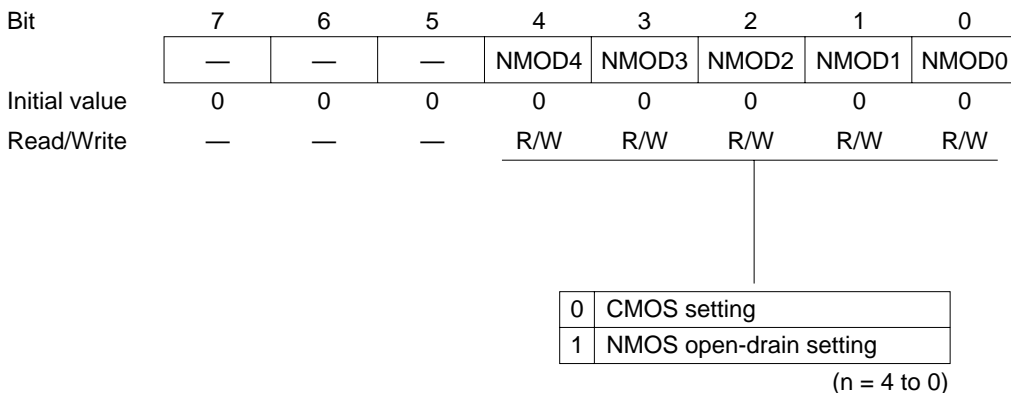 Bit 7 6 5 4 3 2 1 0
— — — NMOD4 NMOD3 NMOD2 NMOD1 NMOD0
Initial value 0 0 0 0 0 0 0 0
Read/Write — — — R/W R/W R/W R/W R/W
0 CMOS setting
1 NMOS open-drain setting
(n = 4 to 0)